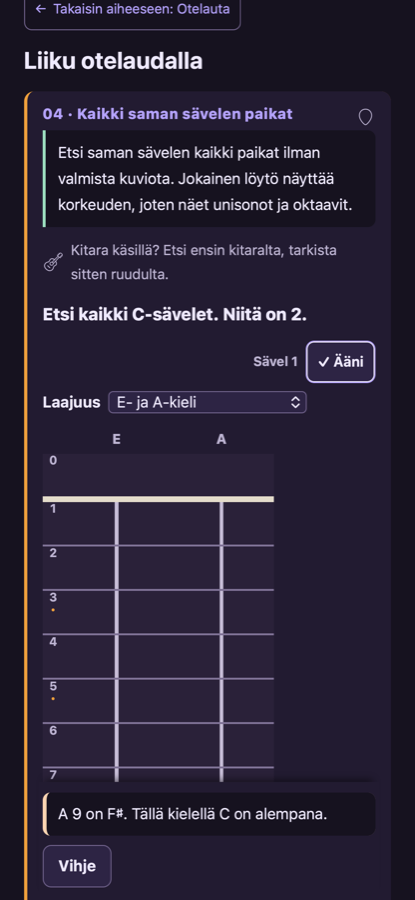 ← Takaisin aiheeseen: Otelauta
Liiku otelaudalla
04 · Kaikki saman sävelen paikat
Etsi saman sävelen kaikki paikat ilman
valmista kuviota. Jokainen löytö näyttää
korkeuden, joten näet unisonot ja oktaavit.
Kitara käsillä? Etsi ensin kitaralta, tarkista
sitten ruudulta.
Etsi kaikki C-sävelet. Niitä on 2.
Sävel 1 ✓ Ääni
Laajuus E- ja A-kieli
E A
0
1
2
3
4
5
6
7
A 9 on F#. Tällä kielellä C on alempana.
Vihje